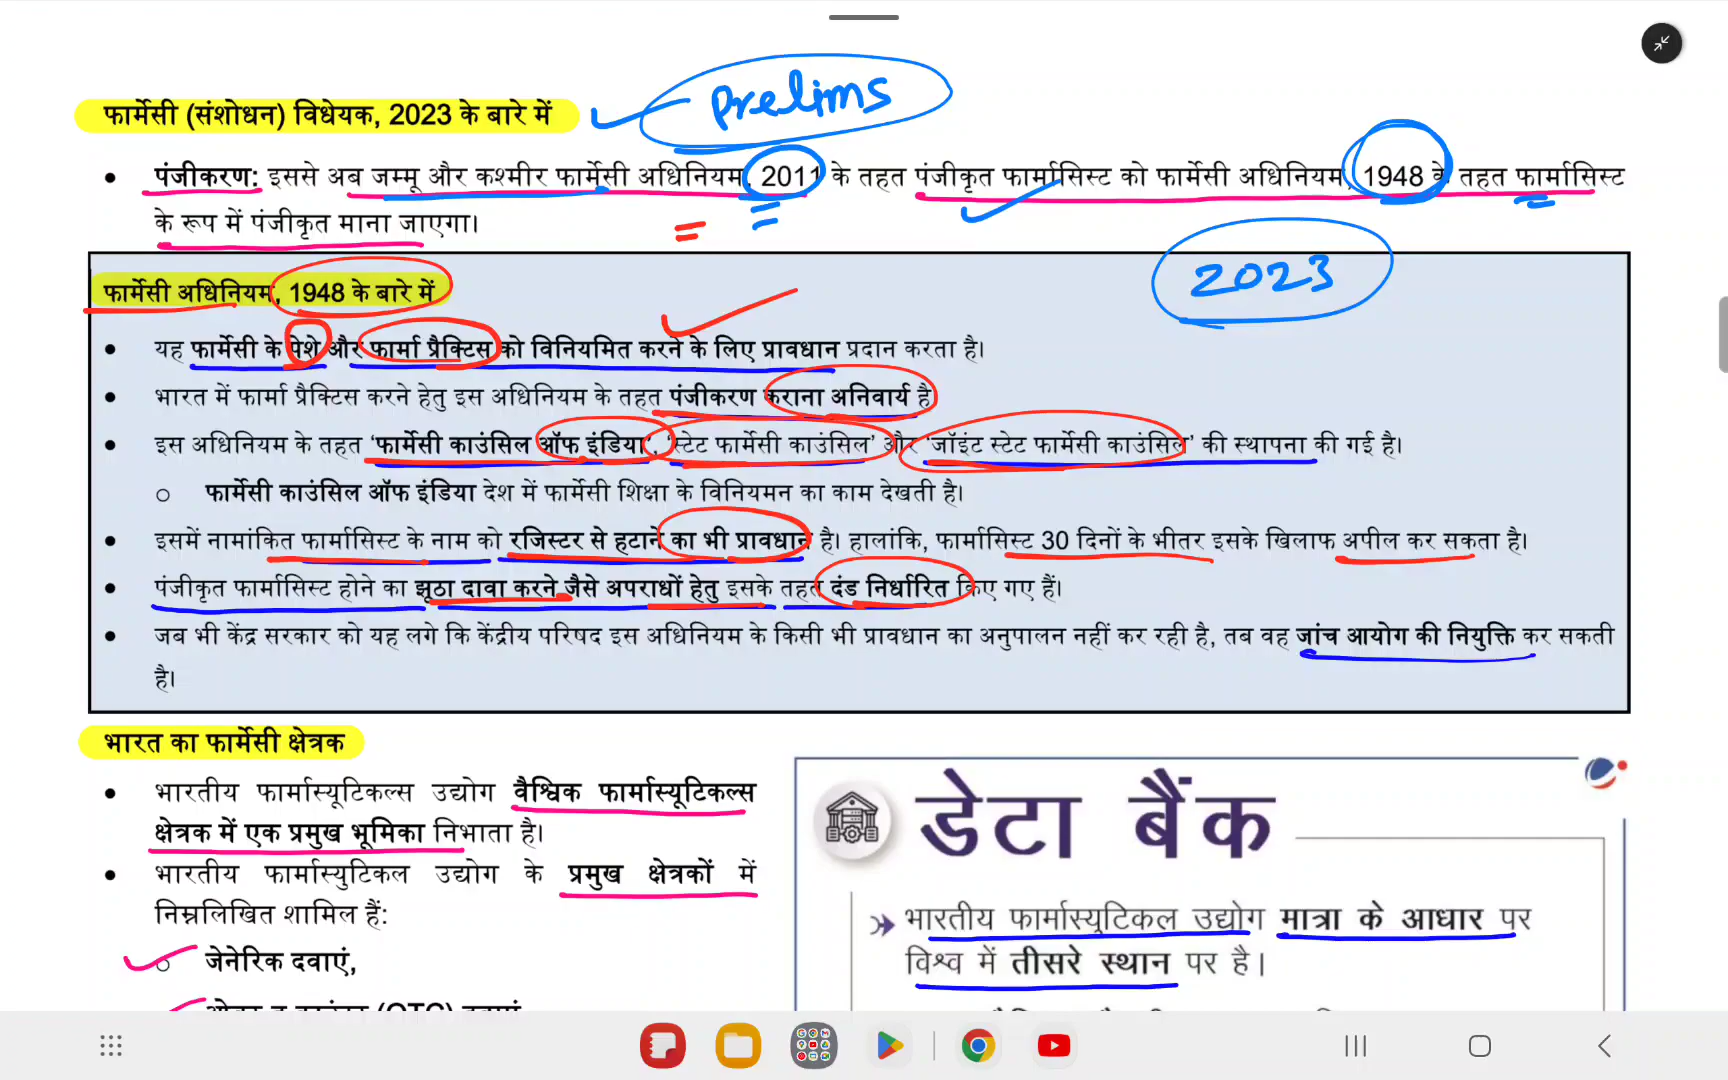 prelims
फार्मेसी (संशोधन) विधेयक, 2023 के बारे में
• पंजीकरण: इससे अब जम्मू और कश्मीर फार्मेसी अधिनियम, 2011 के तहत पंजीकृत फार्मासिस्ट को फार्मेसी अधिनियम, 1948 के तहत फार्मासिस्ट
के रूप में पंजीकृत माना जाएगा।
2023
फार्मेसी अधिनियम, 1948 के बारे में
• यह फार्मेसी के पेशे और फार्मा प्रैक्टिस को विनियमित करने के लिए प्रावधान प्रदान करता है।
• भारत में फार्मा प्रैक्टिस करने हेतु इस अधिनियम के तहत पंजीकरण कराना अनिवार्य है
• इस अधिनियम के तहत ‘फार्मेसी काउंसिल ऑफ इंडिया’, ‘स्टेट फार्मेसी काउंसिल’ और ‘जॉइंट स्टेट फार्मेसी काउंसिल’ की स्थापना की गई है।
○ फार्मेसी काउंसिल ऑफ इंडिया देश में फार्मेसी शिक्षा के विनियमन का काम देखती है।
• इसमें नामांकित फार्मासिस्ट के नाम को रजिस्टर से हटाने का भी प्रावधान है। हालांकि, फार्मासिस्ट 30 दिनों के भीतर इसके खिलाफ अपील कर सकता है।
• पंजीकृत फार्मासिस्ट होने का झूठा दावा करने जैसे अपराधों हेतु इसके तहत दंड निर्धारित किए गए हैं।
• जब भी केंद्र सरकार को यह लगे कि केंद्रीय परिषद इस अधिनियम के किसी भी प्रावधान का अनुपालन नहीं कर रही है, तब वह जांच आयोग की नियुक्ति कर सकती
है।
भारत का फार्मेसी क्षेत्रक
• भारतीय फार्मास्यूटिकल्स उद्योग वैश्विक फार्मास्यूटिकल्स
क्षेत्रक में एक प्रमुख भूमिका निभाता है।
• भारतीय फार्मास्युटिकल उद्योग के प्रमुख क्षेत्रकों में
निम्नलिखित शामिल हैं:
○ जेनेरिक दवाएं,
(OTC) दवाएं
डेटा बैंक
भारतीय फार्मास्यूटिकल उद्योग मात्रा के आधार पर
विश्व में तीसरे स्थान पर है।